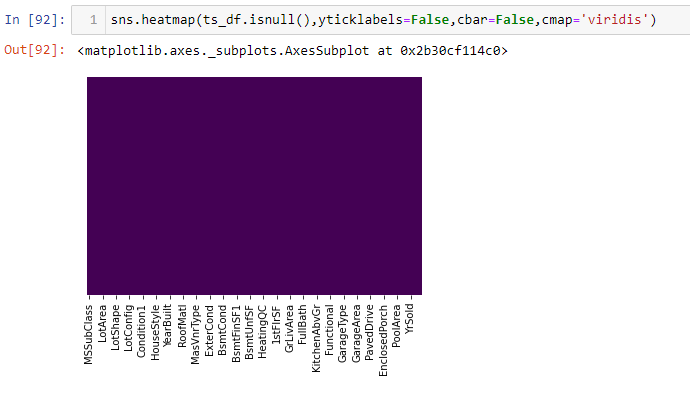 In [92]: 1 sns.heatmap(ts_df.isnull(),yticklabels=False,cbar=False,cmap='viridis')
Out[92]: <matplotlib.axes._subplots.AxesSubplot at 0x2b30cf114c0>
MSSubClass
LotArea
LotShape
LotConfig
Condition1
HouseStyle
YearBuilt
RoofMatl
MasVnrType
ExterCond
BsmtCond
BsmtFinSF1
BsmtUnfSF
HeatingQC
1stFlrSF
GrLivArea
FullBath
KitchenAbvGr
Functional
GarageType
GarageArea
PavedDrive
EnclosedPorch
PoolArea
YrSold